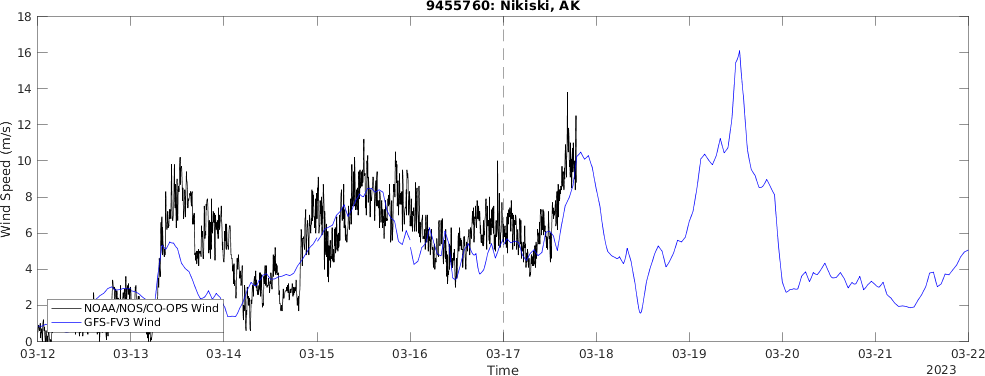 9455760: Nikiski, AK
18
16
14
12
10
8
6
4
2
0
Wind Speed (m/s)
NOAA/NOS/CO-OPS Wind
GFS-FV3 Wind
03-12 03-13 03-14 03-15 03-16 03-17 03-18 03-19 03-20 03-21 03-22
Time
2023